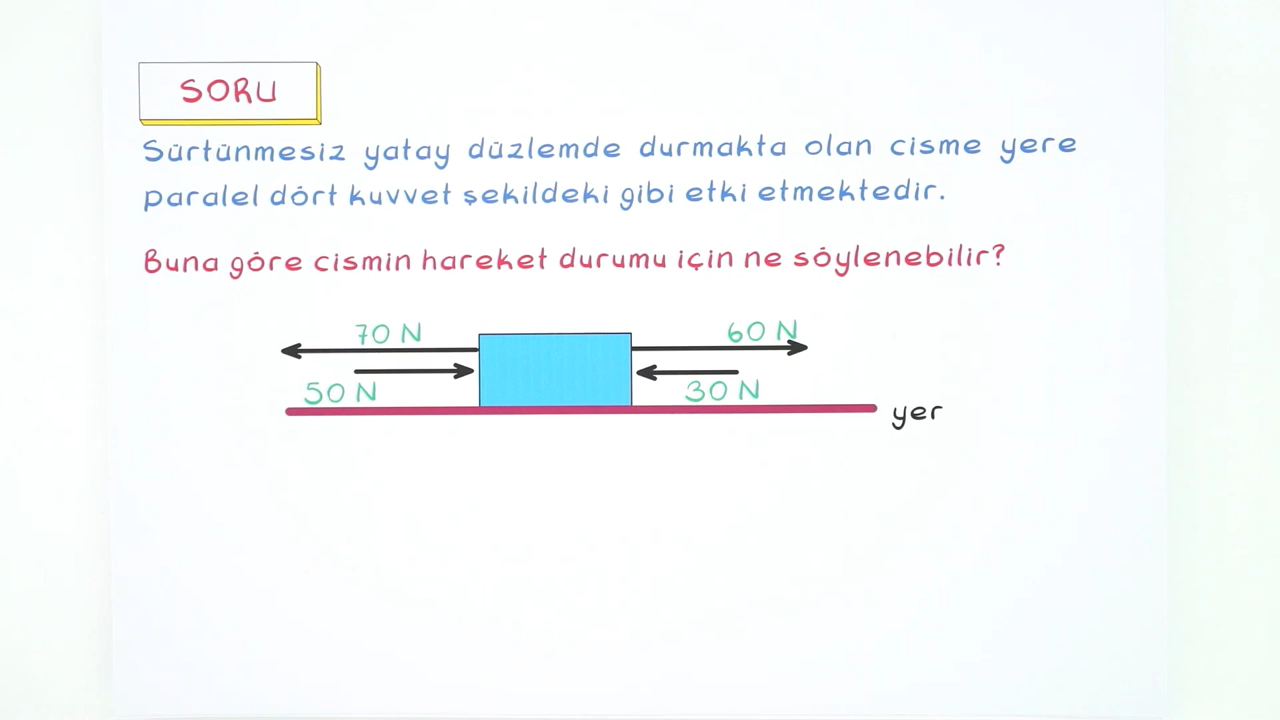 SORU
Sürtünmesiz yatay düzlemde durmakta olan cisme yere
paralel dört kuvvet şekildeki gibi etki etmektedir.
Buna göre cismin hareket durumu için ne söylenebilir?
70 N
60 N
50 N
30 N
yer